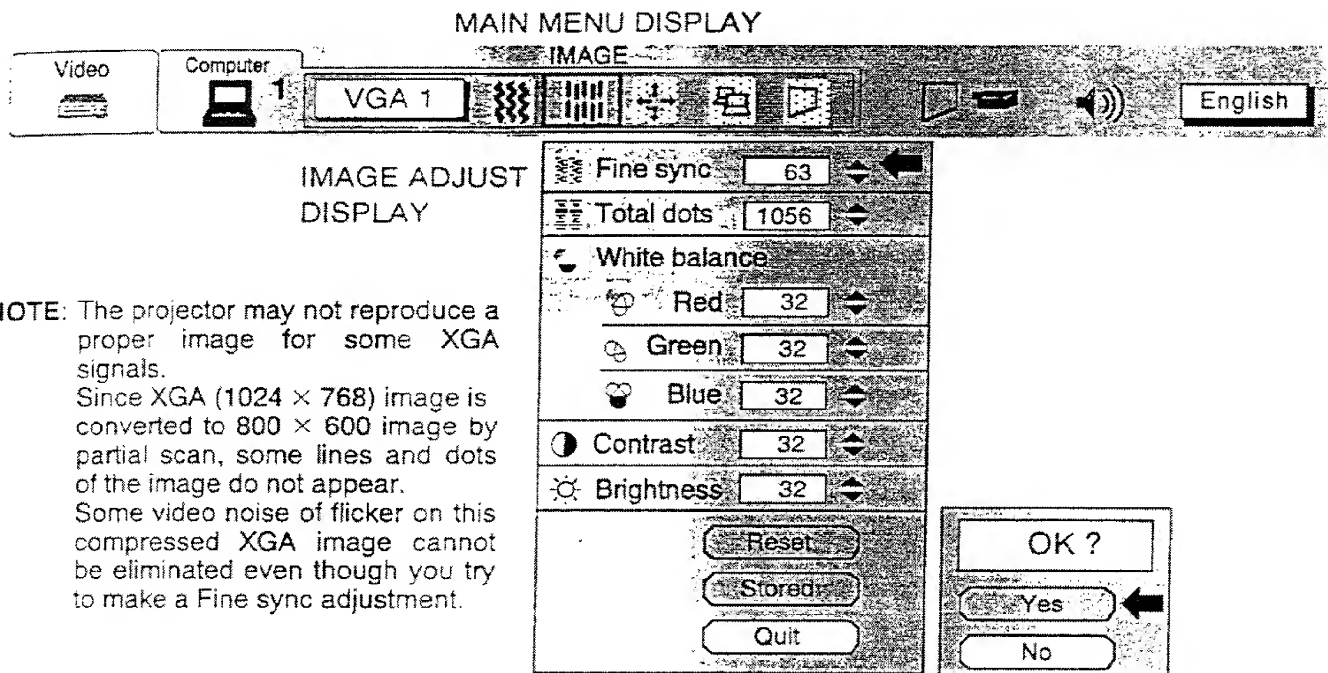 MAIN MENU DISPLAY
IMAGE
Video
Computer
1
VGA 1
English
IMAGE ADJUST
DISPLAY
Fine sync 63
Total dots 1056
White balance
Red 32
Green 32
Blue 32
Contrast 32
Brightness 32
Reset
Stored
Quit
OK ?
Yes
No
IOTE: The projector may not reproduce a
proper image for some XGA
signals.
Since XGA (1024 × 768) image is
converted to 800 × 600 image by
partial scan, some lines and dots
of the image do not appear.
Some video noise of flicker on this
compressed XGA image cannot
be eliminated even though you try
to make a Fine sync adjustment.